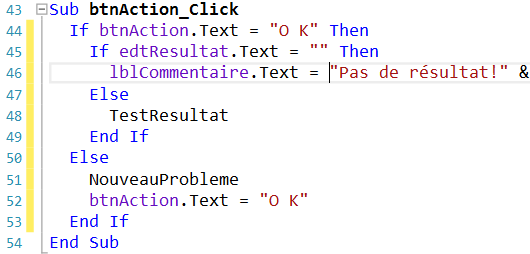 43 Sub btnAction_Click
44 If btnAction.Text = "O K" Then
45 If edtResultat.Text = "" Then
46 lblCommentaire.Text = "Pas de résultat!" &
47 Else
48 TestResultat
49 End If
50 Else
51 NouveauProbleme
52 btnAction.Text = "O K"
53 End If
54 End Sub